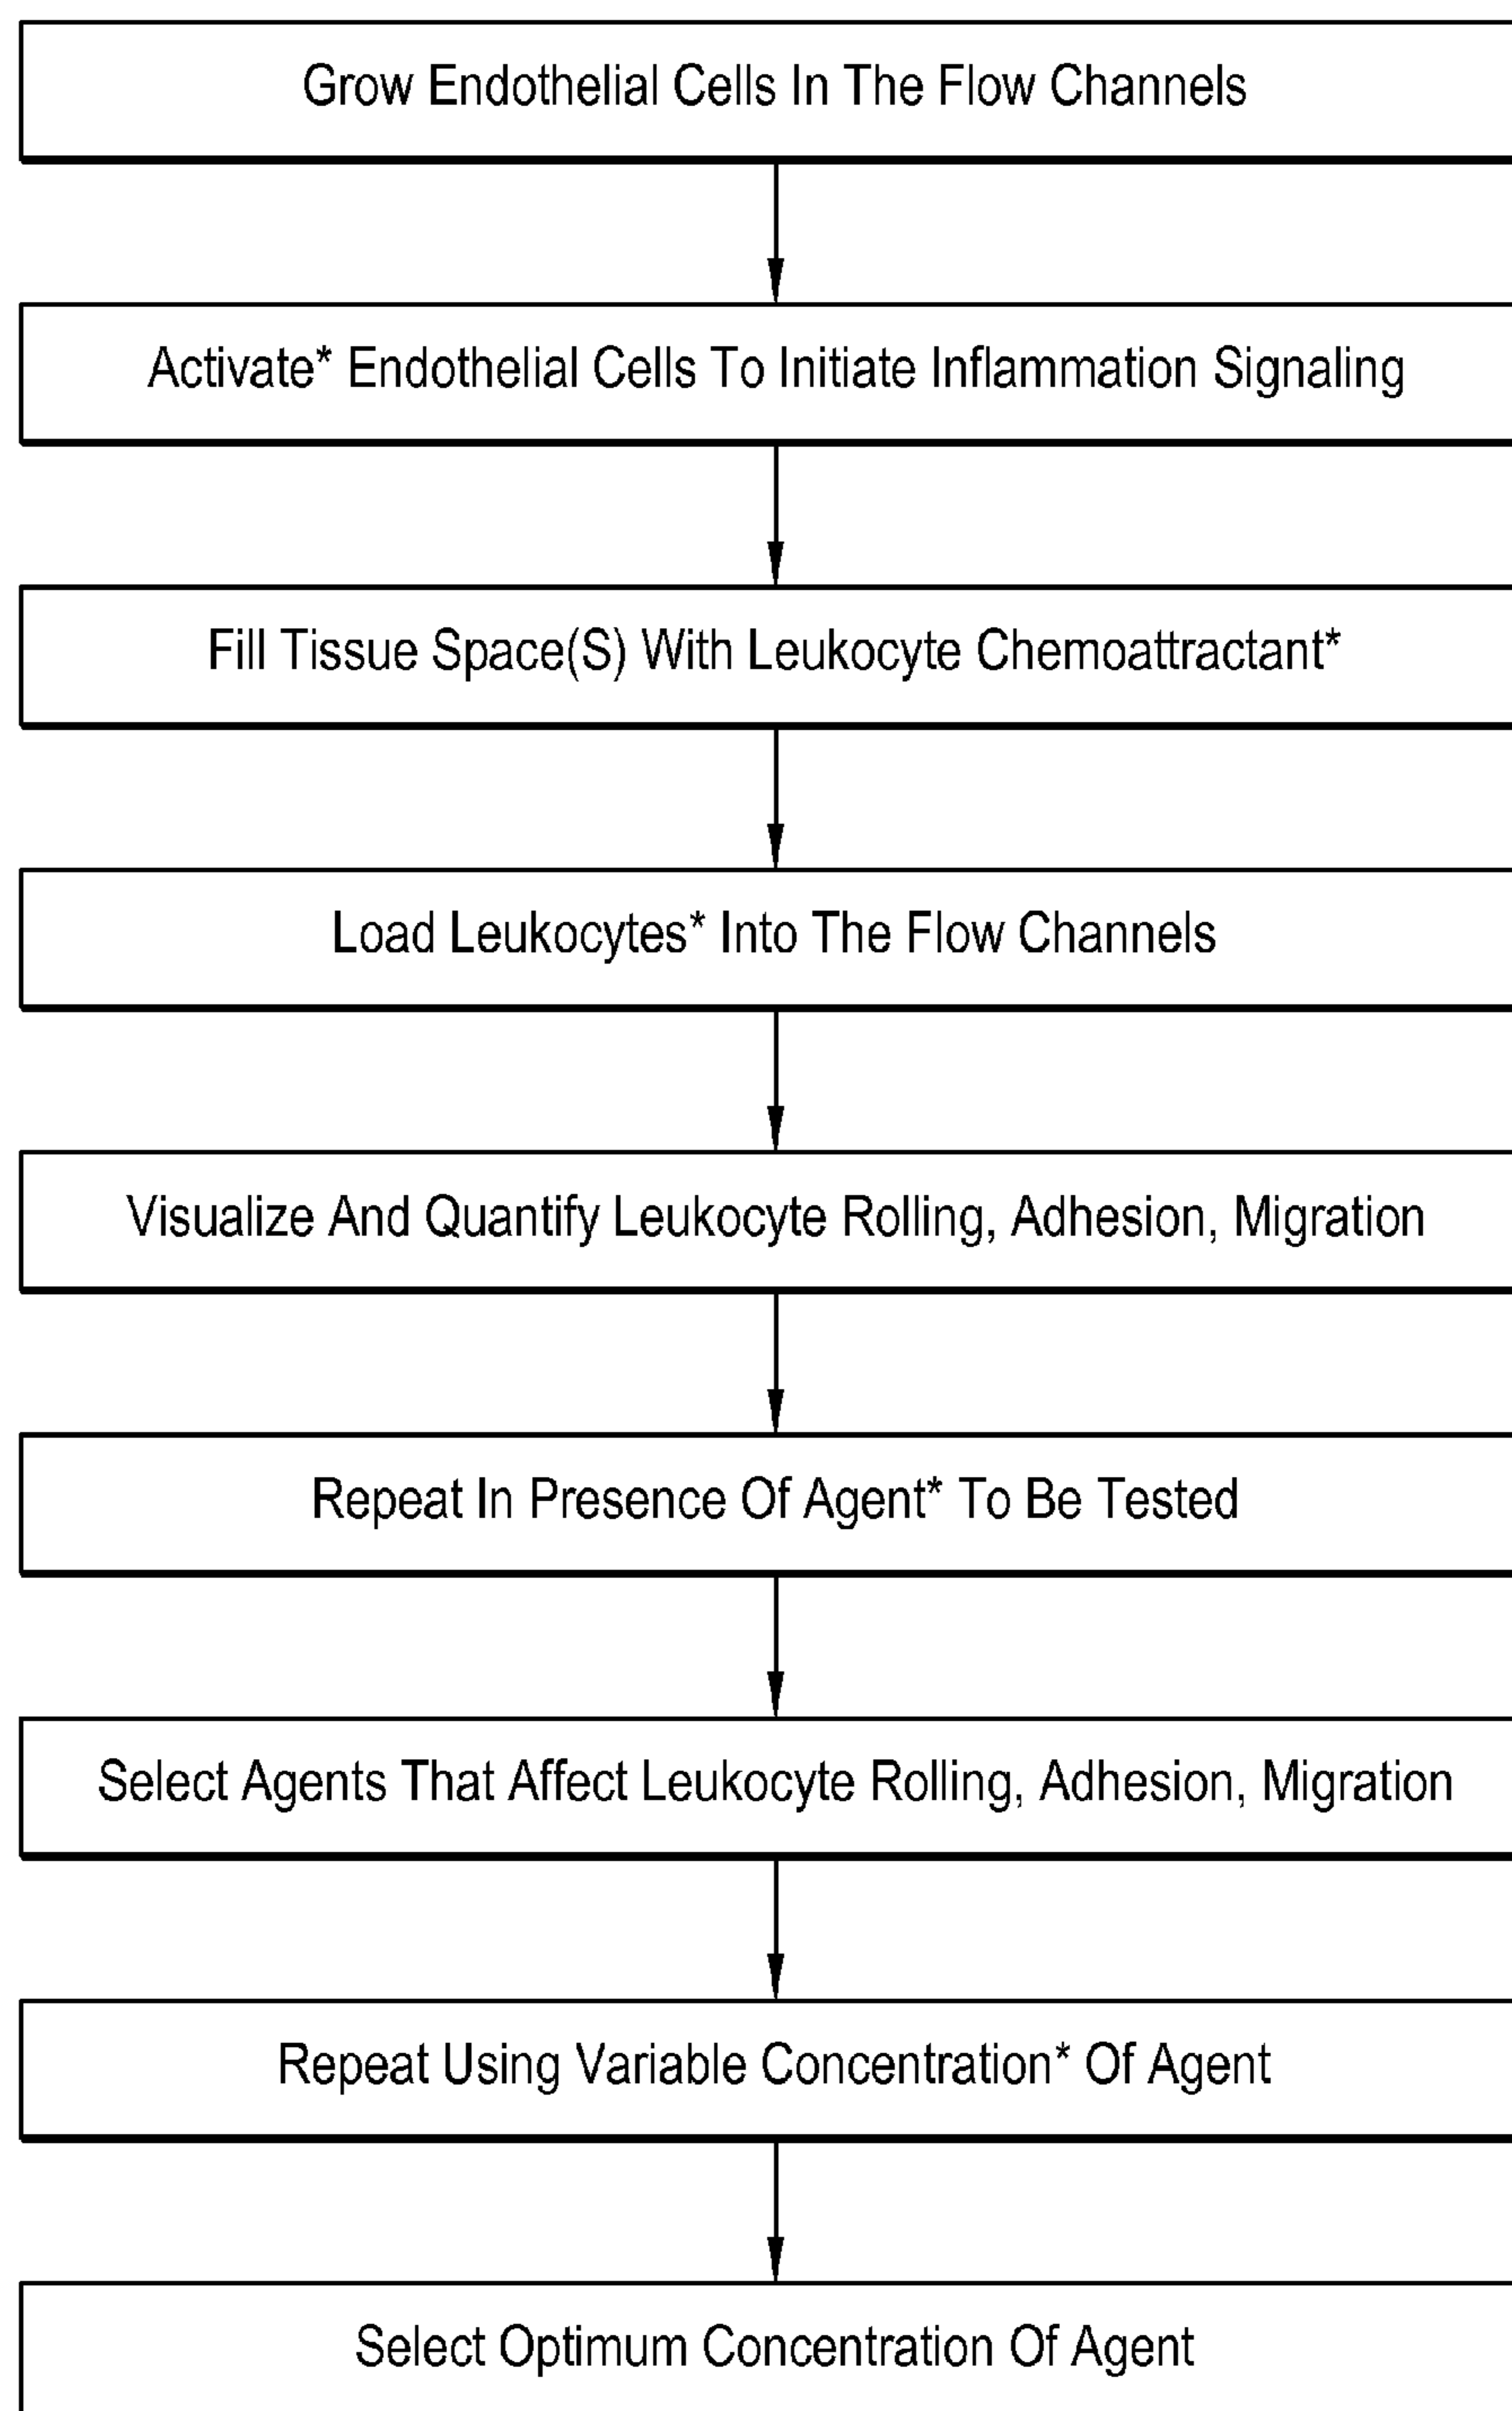 Grow Endothelial Cells In The Flow Channels
Activate* Endothelial Cells To Initiate Inflammation Signaling
Fill Tissue Space(S) With Leukocyte Chemoattractant*
Load Leukocytes* Into The Flow Channels
Visualize And Quantify Leukocyte Rolling, Adhesion, Migration
Repeat In Presence Of Agent* To Be Tested
Select Agents That Affect Leukocyte Rolling, Adhesion, Migration
Repeat Using Variable Concentration* Of Agent
Select Optimum Concentration Of Agent